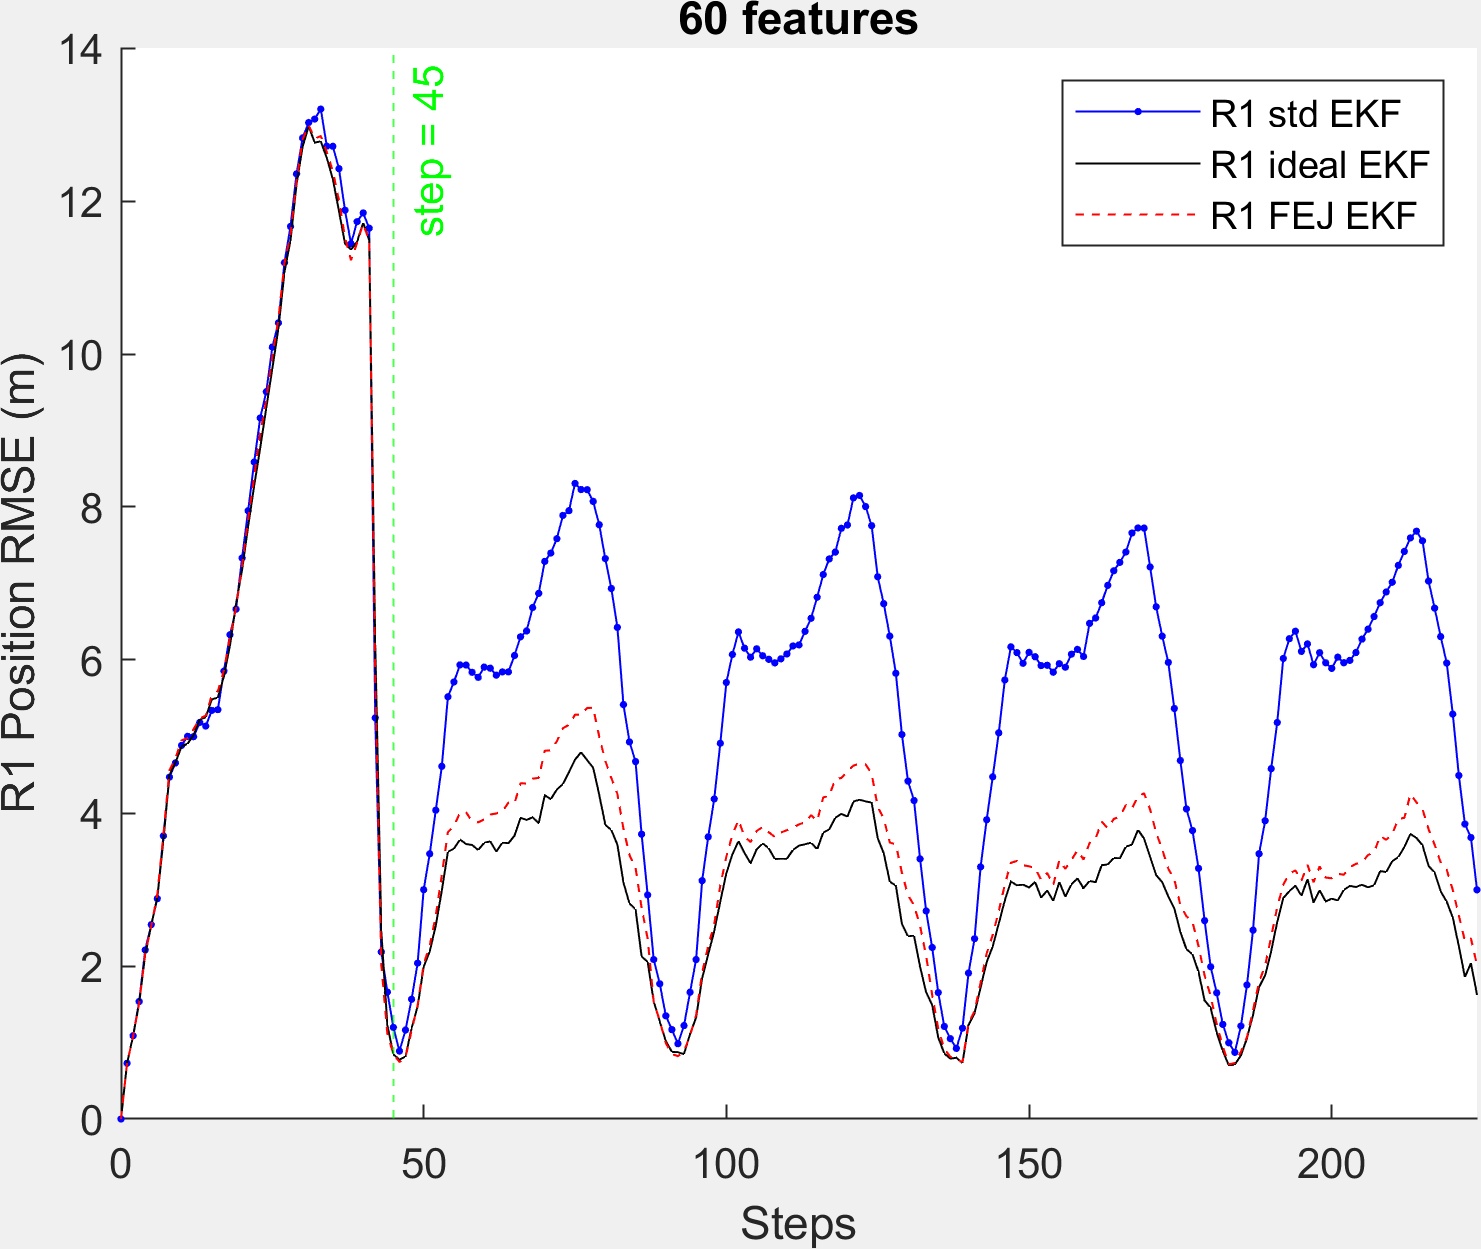 60 features
14
12
10
8
6
4
2
0
R1 Position RMSE (m)
step = 45
R1 std EKF
R1 ideal EKF
R1 FEJ EKF
0 50 100 150 200
Steps